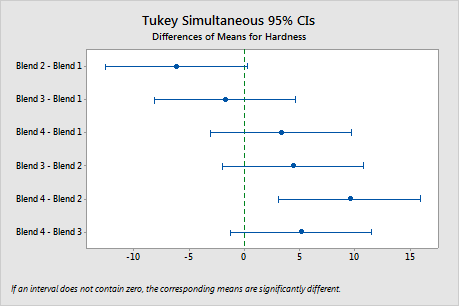 Tukey Simultaneous 95% CIs
Differences of Means for Hardness
Blend 2 - Blend 1
Blend 3 - Blend 1
Blend 4 - Blend 1
Blend 3 - Blend 2
Blend 4 - Blend 2
Blend 4 - Blend 3
-10 -5 0 5 10 15
If an interval does not contain zero, the corresponding means are significantly different.